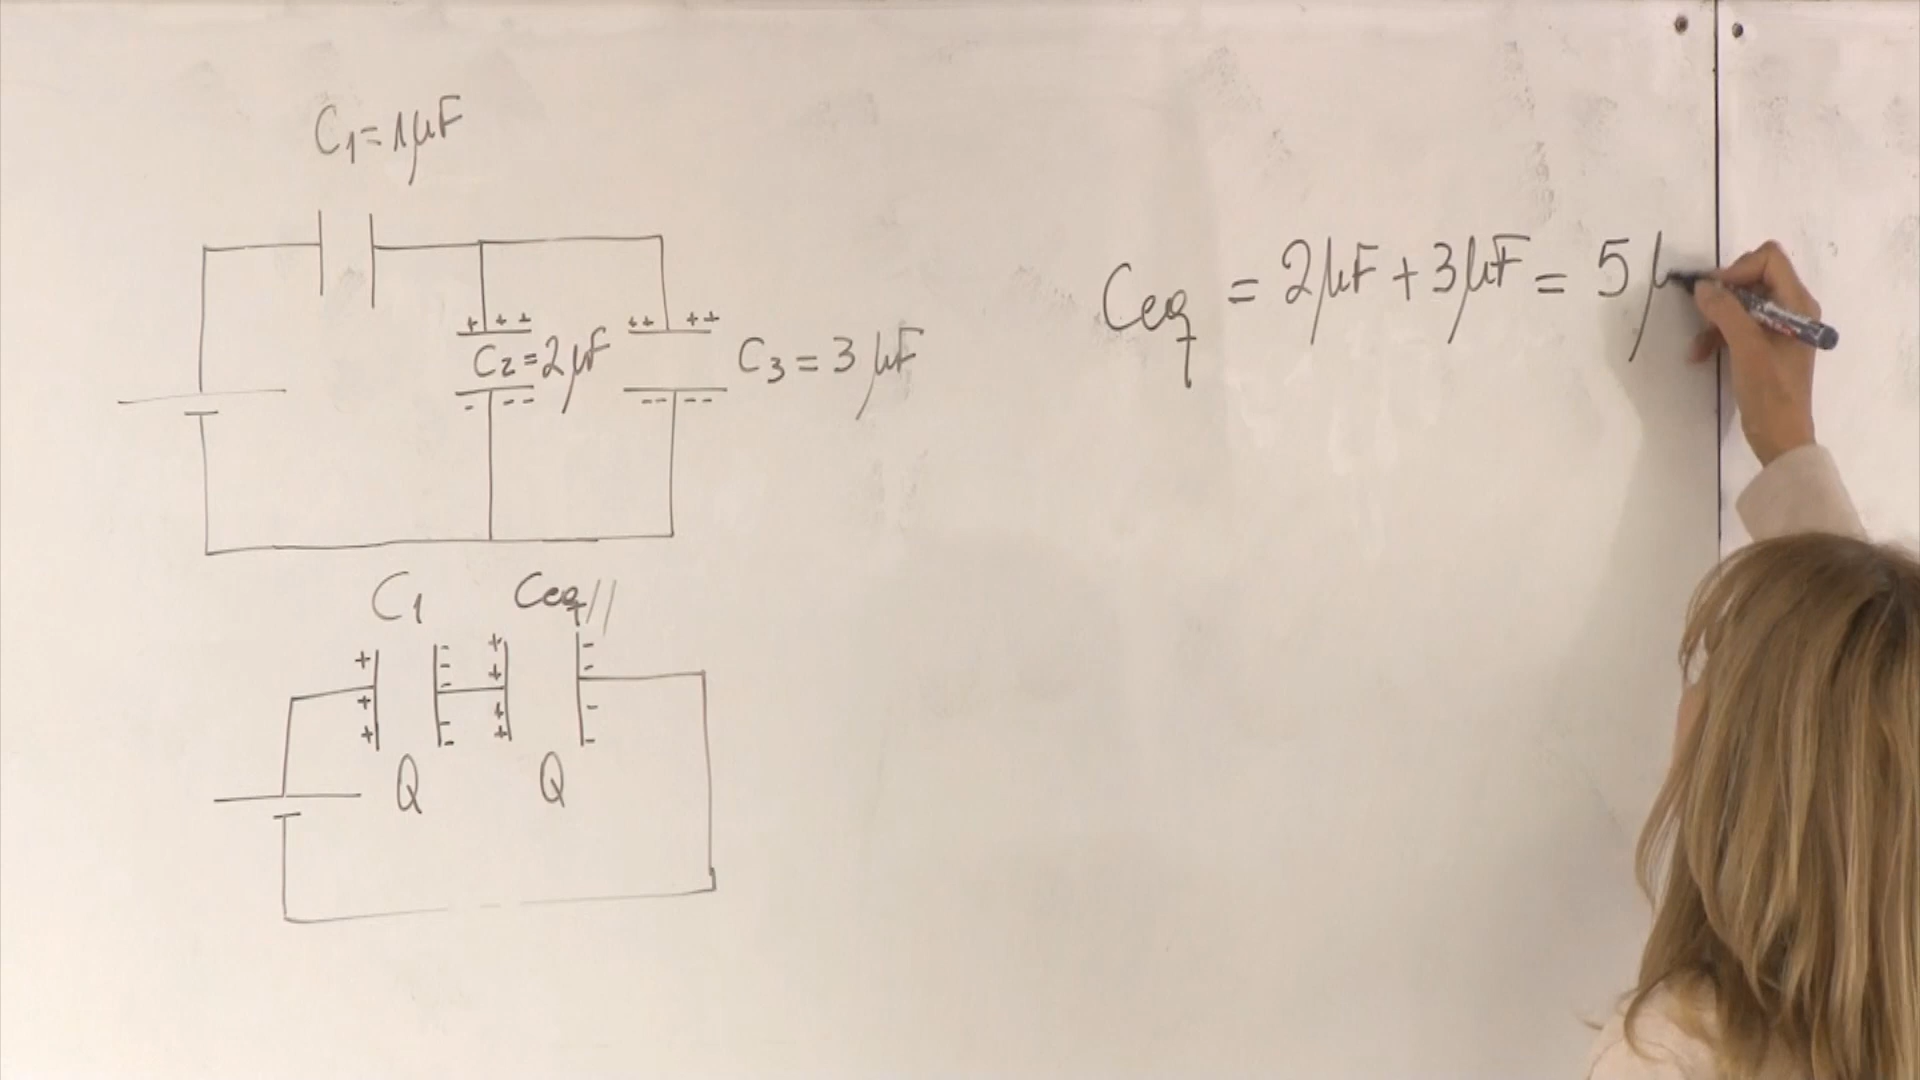 C₁=1μF
+ + +
++ ++
C₂=2μF
C₃=3μF
- --
-- --
Ceq = 2μF+3μF= 5μ
C₁ Ceq//
Q Q